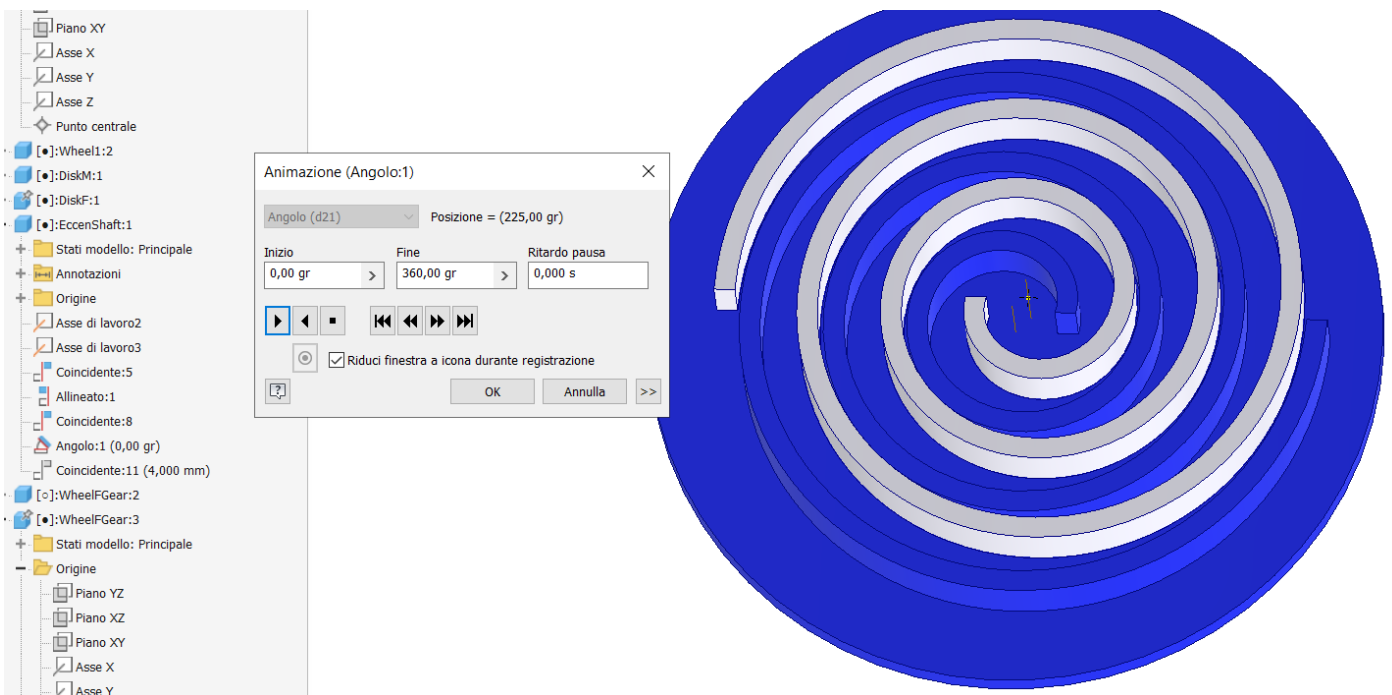 Piano XY
Asse X
Asse Y
Asse Z
Punto centrale
[●]:Wheel1:2
[●]:DiskM:1
[●]:DiskF:1
[●]:EccenShaft:1
Stati modello: Principale
Annotazioni
Origine
Asse di lavoro2
Asse di lavoro3
Coincidente:5
Allineato:1
Coincidente:8
Angolo:1 (0,00 gr)
Coincidente:11 (4,000 mm)
[○]:WheelFGear:2
[●]:WheelFGear:3
Stati modello: Principale
Origine
Piano YZ
Piano XZ
Piano XY
Asse X
Asse Y
Animazione (Angolo:1)
Angolo (d21) Posizione = (225,00 gr)
Inizio Fine Ritardo pausa
0,00 gr > 360,00 gr > 0,000 s
Riduci finestra a icona durante registrazione
? OK Annulla >>